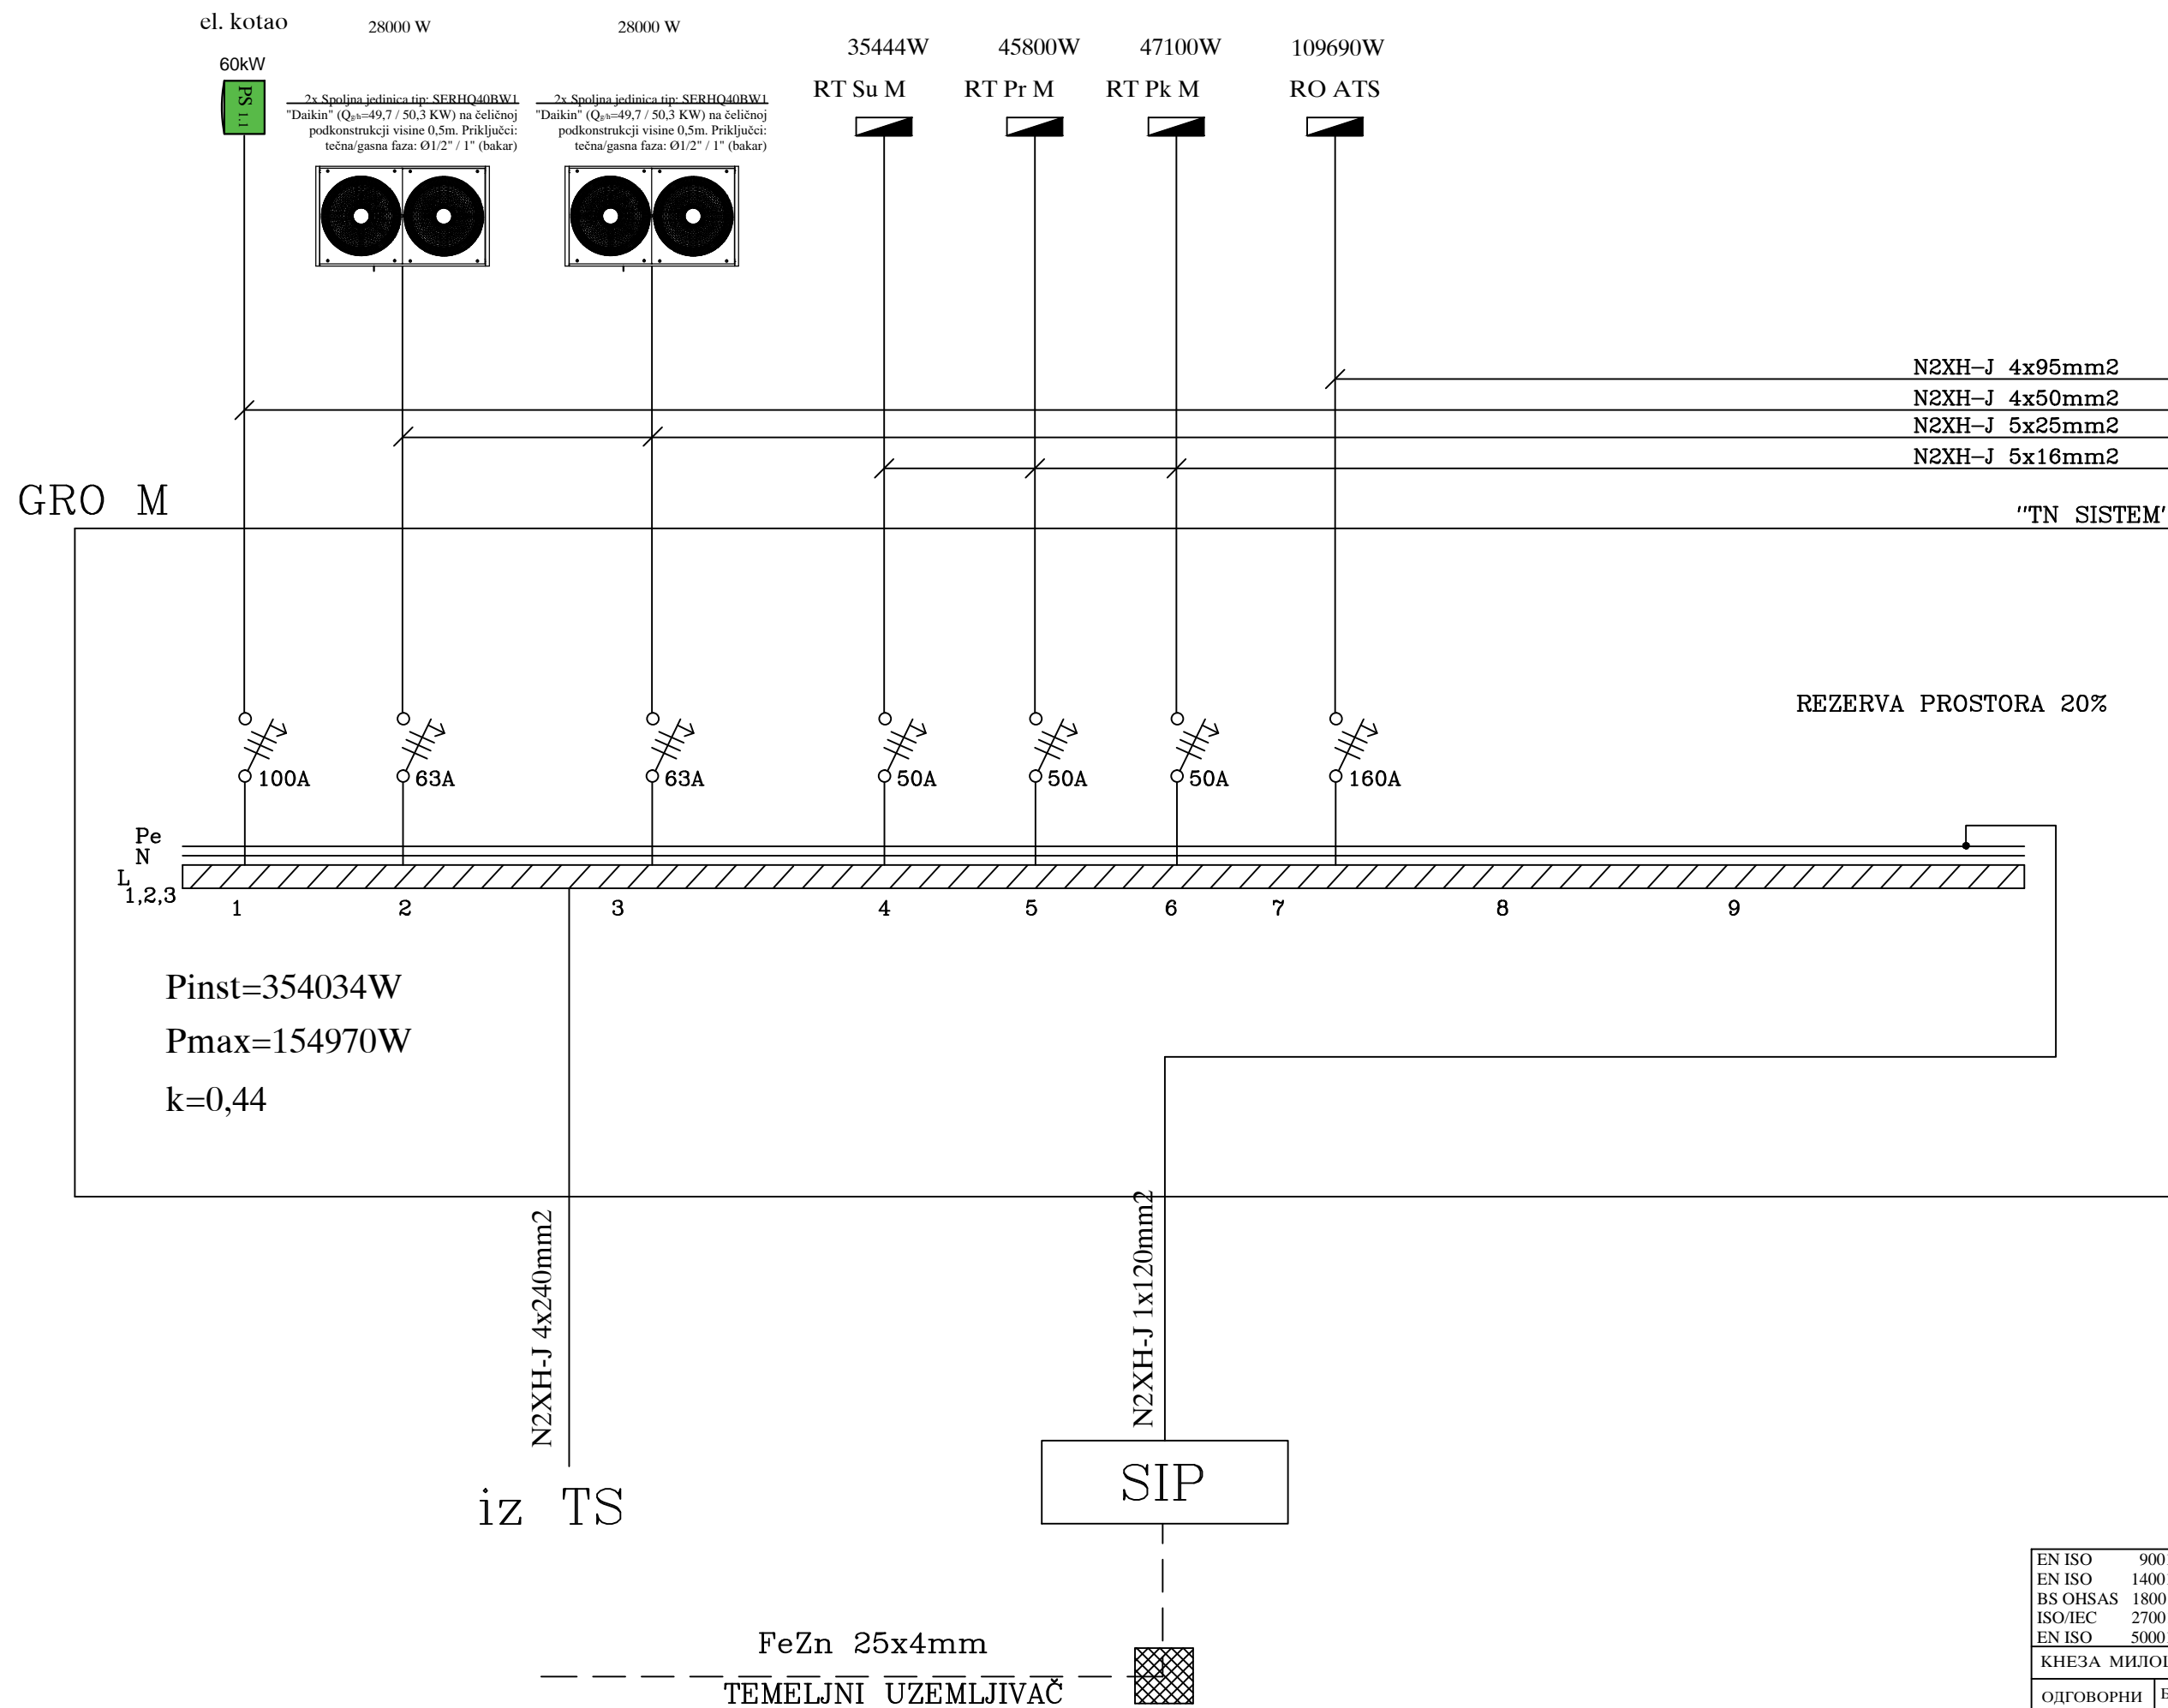 el. kotao
28000 W
28000 W
35444W
45800W
47100W
109690W
60kW
RT Su M
RT Pr M
RT Pk M
RO ATS
PS 1.1
2x Spoljna jedinica tip: SERHQ40BW1
"Daikin" (Qg/h=49,7 / 50,3 KW) na čeličnoj
podkonstrukcji visine 0,5m. Priključci:
tečna/gasna faza: Ø1/2" / 1" (bakar)
2x Spoljna jedinica tip: SERHQ40BW1
"Daikin" (Qg/h=49,7 / 50,3 KW) na čeličnoj
podkonstrukcji visine 0,5m. Priključci:
tečna/gasna faza: Ø1/2" / 1" (bakar)
N2XH-J 4x95mm2
N2XH-J 4x50mm2
N2XH-J 5x25mm2
N2XH-J 5x16mm2
GRO M
"TN SISTEM"
REZERVA PROSTORA 20%
100A
63A
63A
50A
50A
50A
160A
Pe
N
L
1,2,3
1 2 3 4 5 6 7 8 9
Pinst=354034W
Pmax=154970W
k=0,44
N2XH-J 4x240mm2
N2XH-J 1x120mm2
iz TS
SIP
FeZn 25x4mm
TEMELJNI UZEMLJIVAČ
EN ISO 900
EN ISO 1400
BS OHSAS 1800
ISO/IEC 2700
EN ISO 5000
КНЕЗА
ОДГОВОРНИ